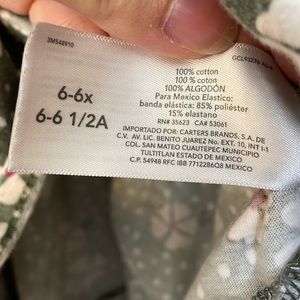 3M548910
6-6x
6-6 1/2A
100% cotton
100% coton
100% ALGODÓN
Para Mexico Elastico:
banda elástica: 85% poliéster
15% elastano
RN# 35623 CA# 53061
IMPORTADO POR: CARTERS BRANDS, S.A. DE
C.V. AV. LIC. BENITO JUAREZ No. EXT. 10, INT I-1
COL. SAN MATEO CUAUTEPEC MUNICIPIO
TULTITLAN ESTADO DE MEXICO
C.P. 54948 RFC IBB 7712286Q8 MEXICO